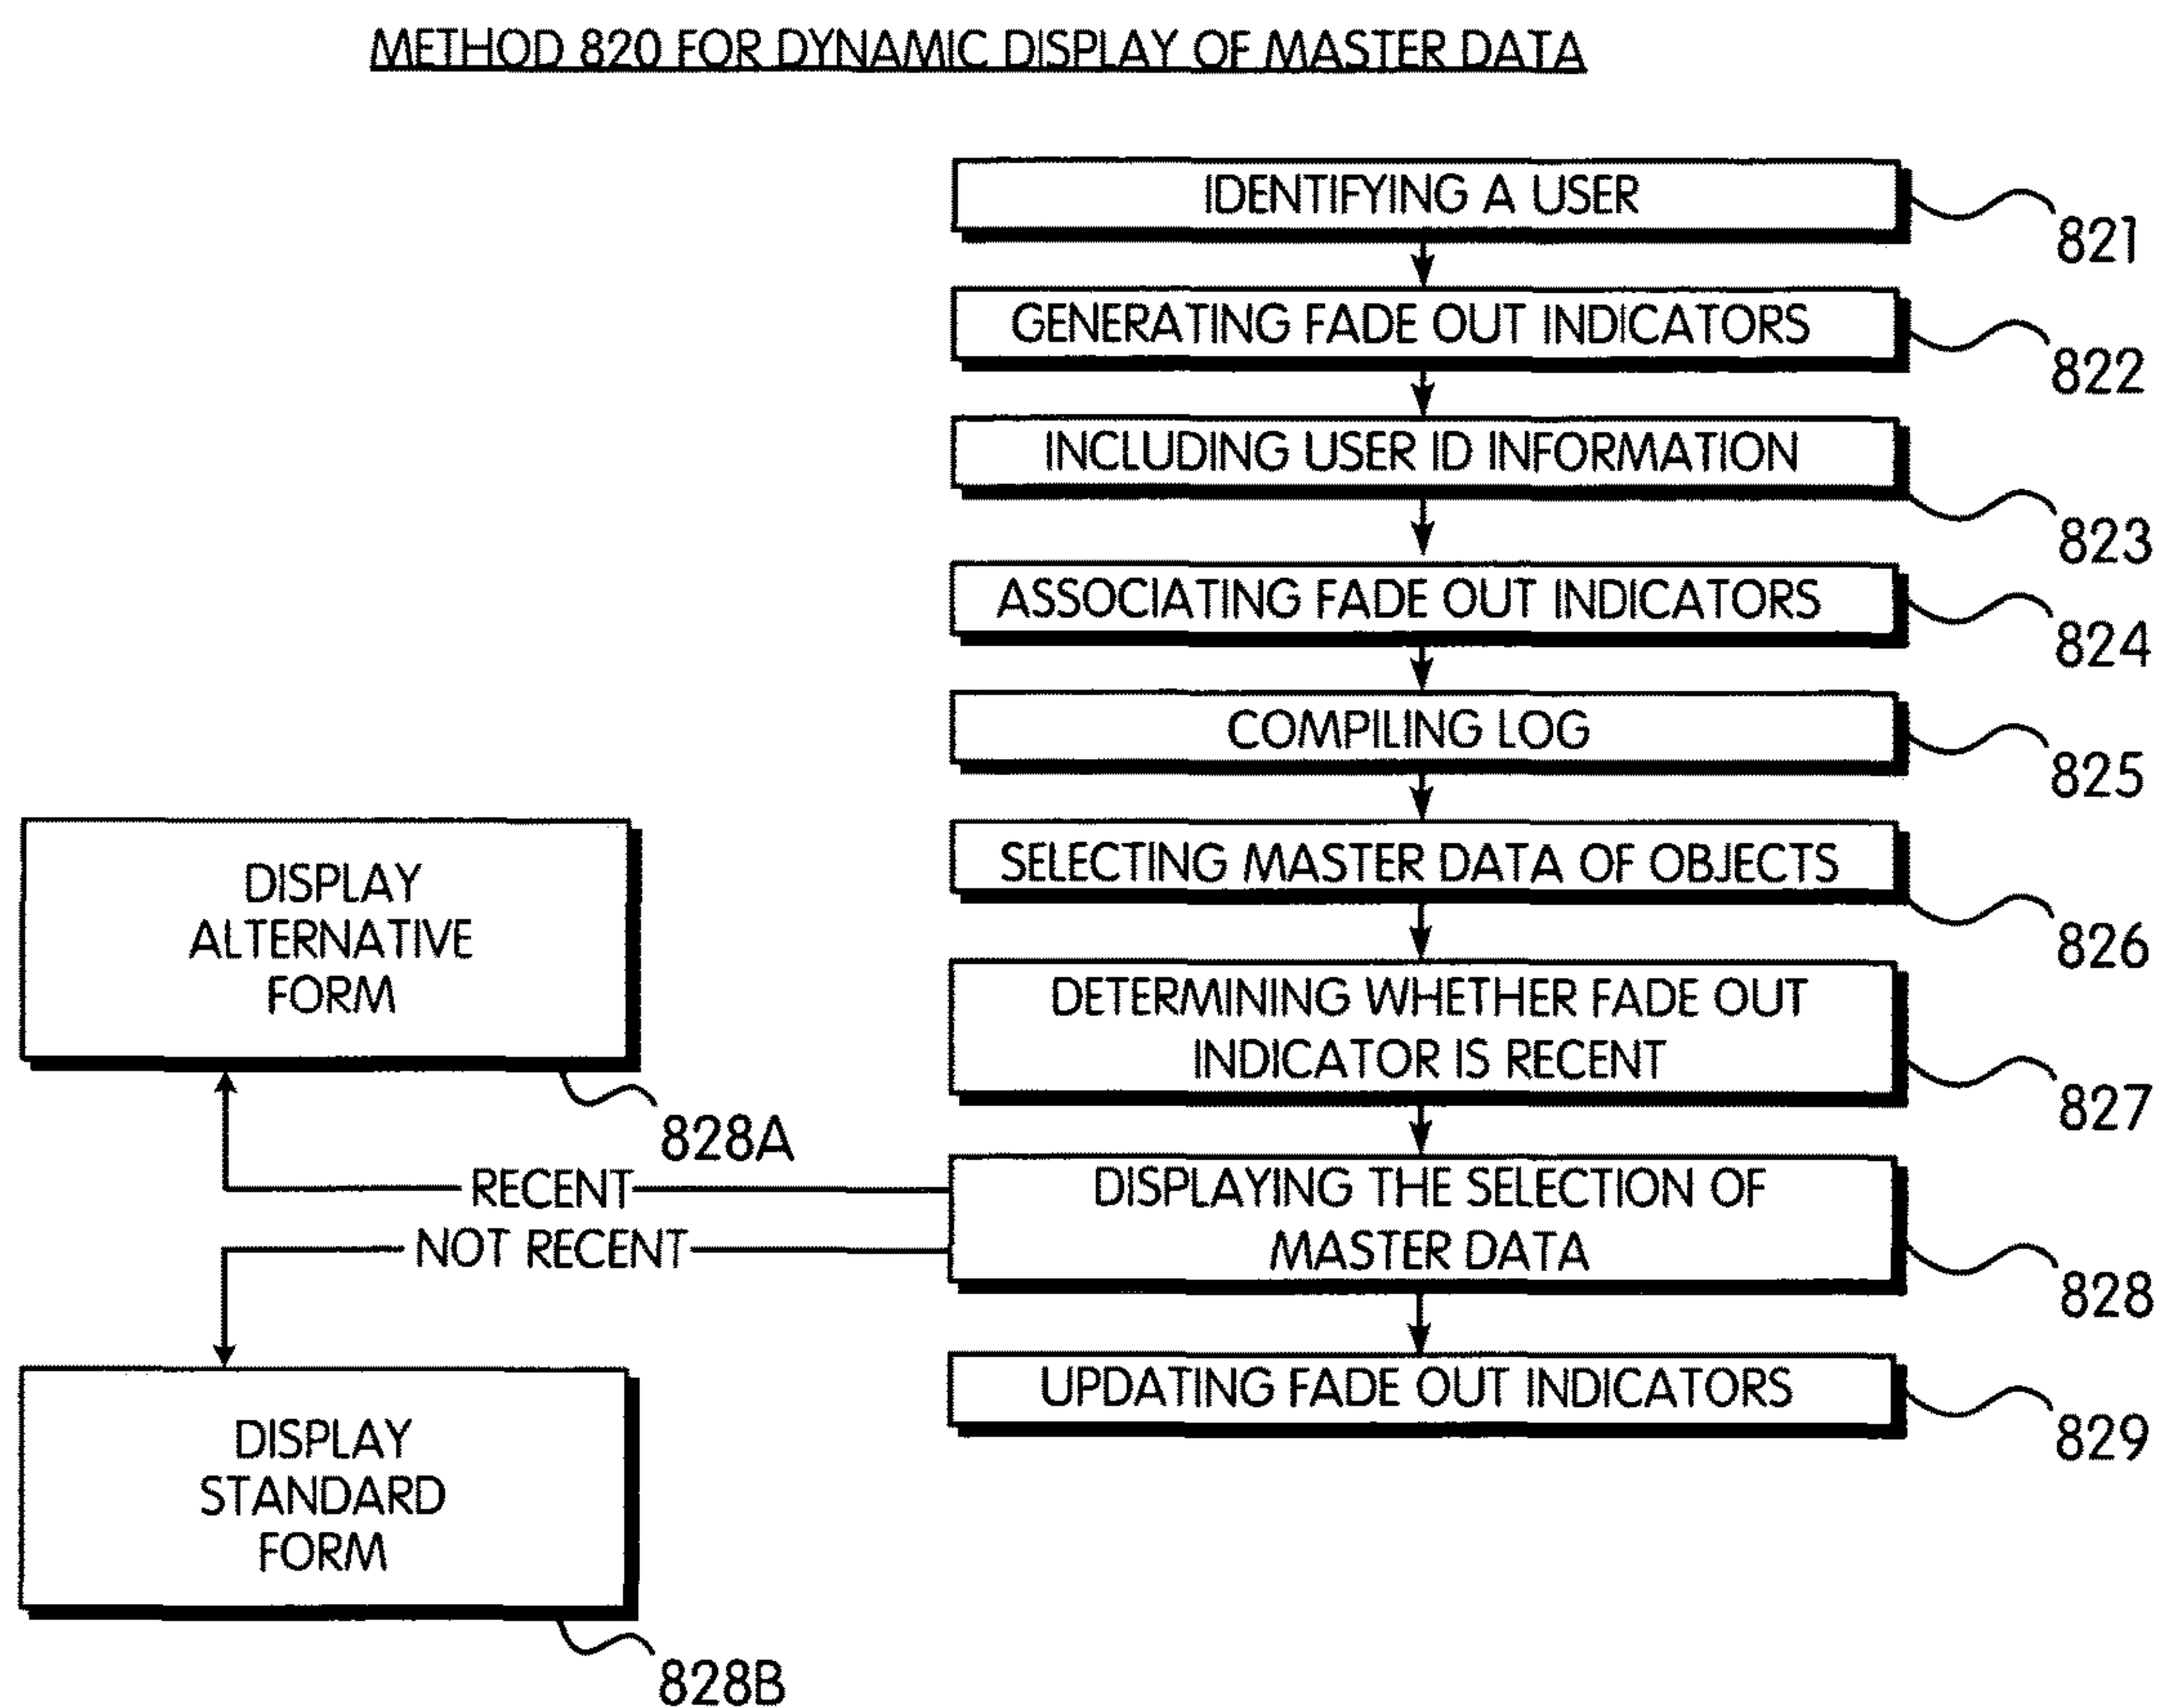 METHOD 820 FOR DYNAMIC DISPLAY OF MASTER DATA
IDENTIFYING A USER
821
GENERATING FADE OUT INDICATORS
822
INCLUDING USER ID INFORMATION
823
ASSOCIATING FADE OUT INDICATORS
824
COMPILING LOG
825
SELECTING MASTER DATA OF OBJECTS
826
DETERMINING WHETHER FADE OUT
INDICATOR IS RECENT
827
DISPLAYING THE SELECTION OF
MASTER DATA
828
RECENT
NOT RECENT
DISPLAY
ALTERNATIVE
FORM
828A
DISPLAY
STANDARD
FORM
828B
UPDATING FADE OUT INDICATORS
829